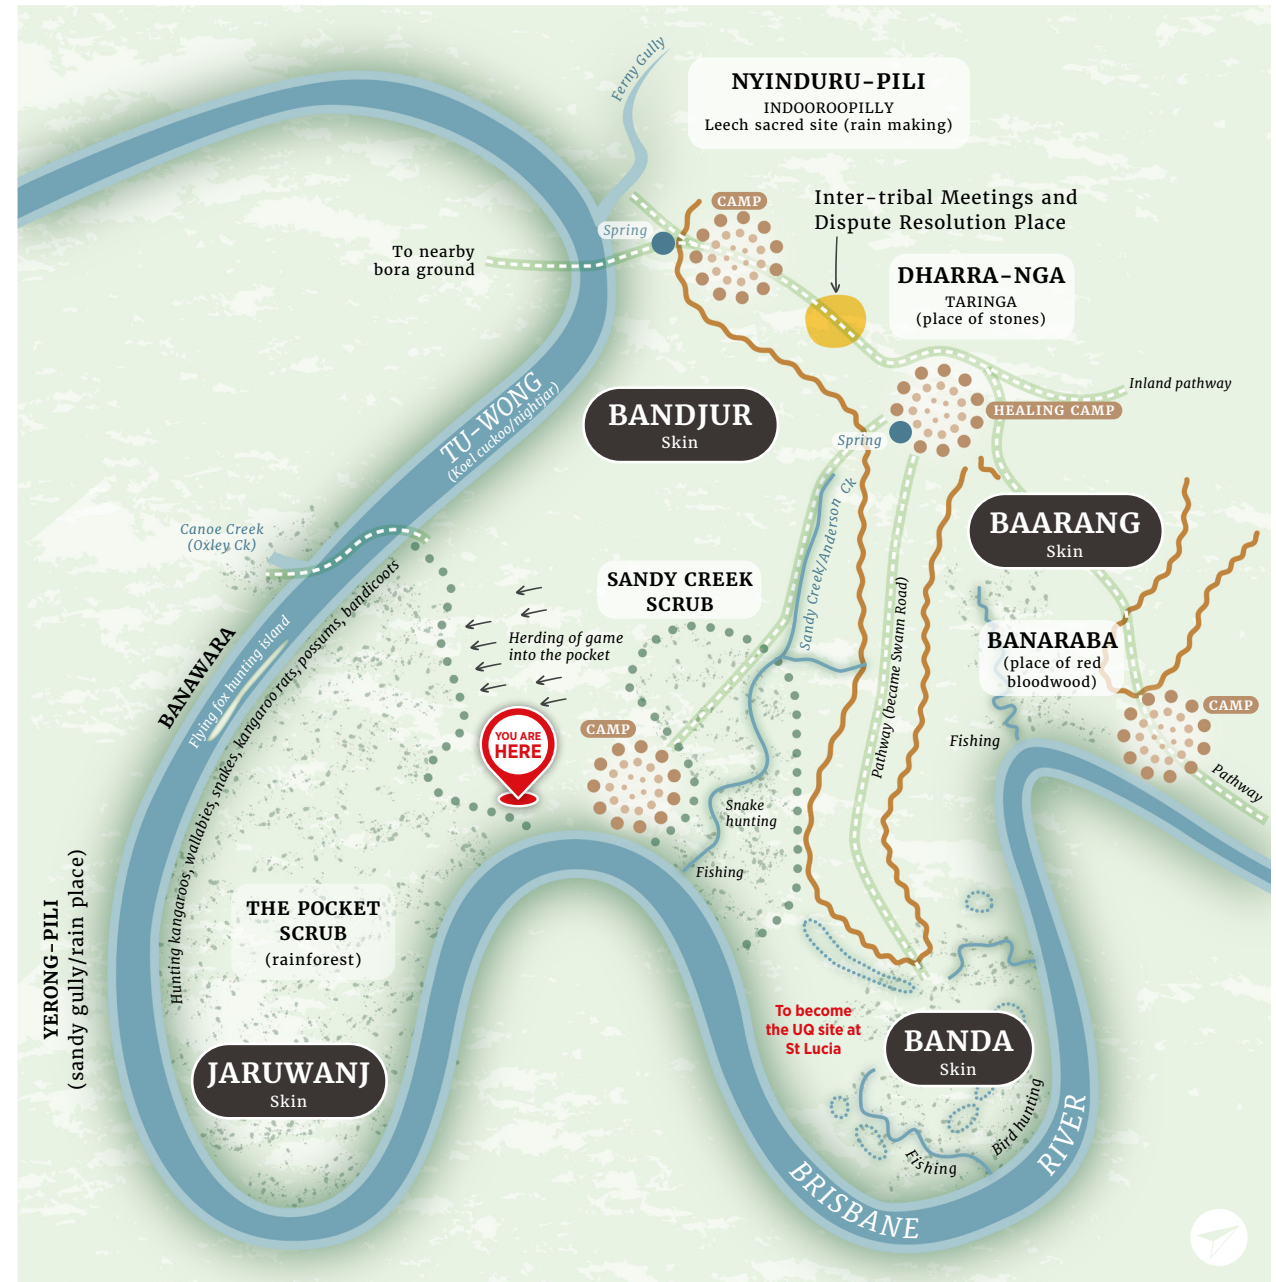 Ferny Gully
NYINDURU-PILI
INDOOROOPILLY
Leech sacred site (rain making)
CAMP
Inter-tribal Meetings and
Dispute Resolution Place
Spring
To nearby
bora ground
DHARRA-NGA
TARINGA
(place of stones)
Inland pathway
HEALING CAMP
BANDJUR
Skin
Spring
TU-WONG
(Koel cuckoo/nightjar)
Sandy Creek/Anderson Ck
BAARANG
Skin
Canoe Creek
(Oxley Ck)
SANDY CREEK
SCRUB
Herding of game
into the pocket
BANARABA
(place of red
bloodwood)
BANAWARA
Flying fox hunting island
Hunting kangaroos, wallabies, snakes, kangaroo rats, possums, bandicoots
Pathway (became Swann Road)
YOU ARE
HERE
CAMP
CAMP
Fishing
Pathway
Snake
hunting
Fishing
YERONG-PILI
(sandy gully/rain place)
THE POCKET
SCRUB
(rainforest)
To become
the UQ site at
St Lucia
BANDA
Skin
JARUWANJ
Skin
Bird hunting
Fishing
BRISBANE
RIVER